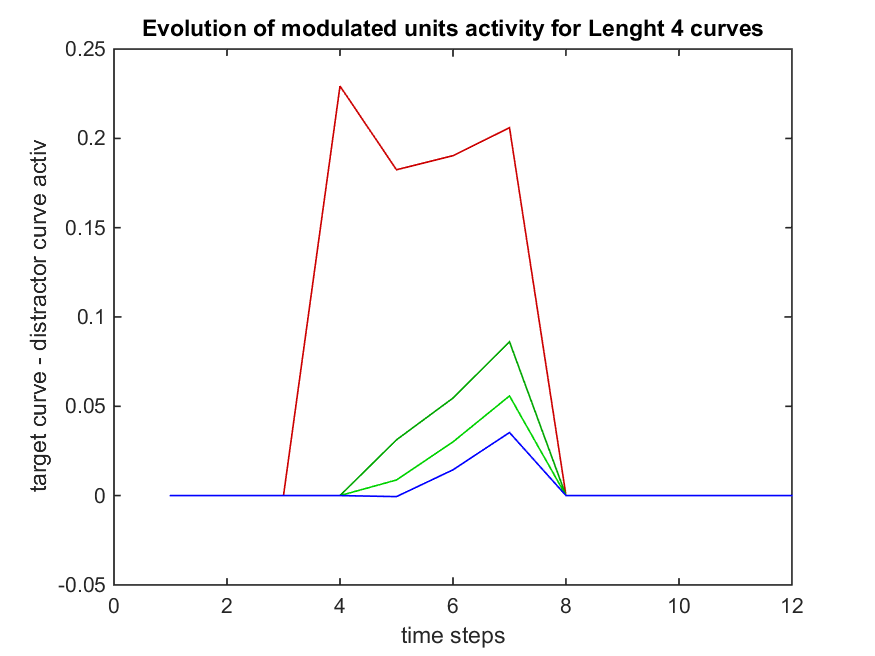 Evolution of modulated units activity for Lenght 4 curves
target curve - distractor curve activ
0.25
0.2
0.15
0.1
0.05
0
-0.05
0 2 4 6 8 10 12
time steps